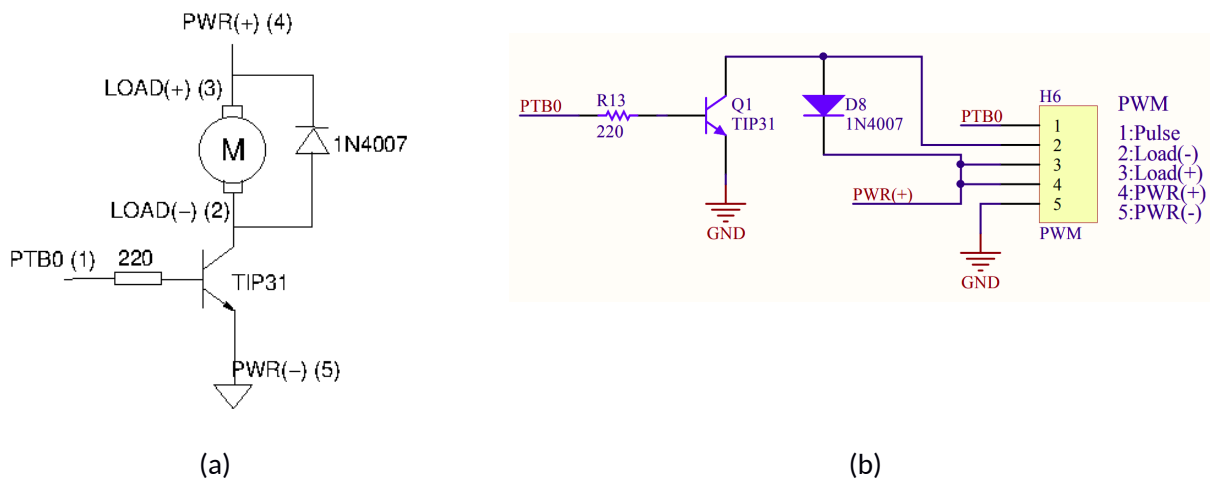 PWR(+) (4)
LOAD(+) (3)
M
1N4007
LOAD(−) (2)
PTB0 (1)
220
TIP31
PWR(−) (5)
(a)
PTB0
R13
220
Q1
TIP31
GND
D8
1N4007
PWR(+)
PTB0
H6
1
2
3
4
5
PWM
GND
PWM
1:Pulse
2:Load(-)
3:Load(+)
4:PWR(+)
5:PWR(-)
(b)